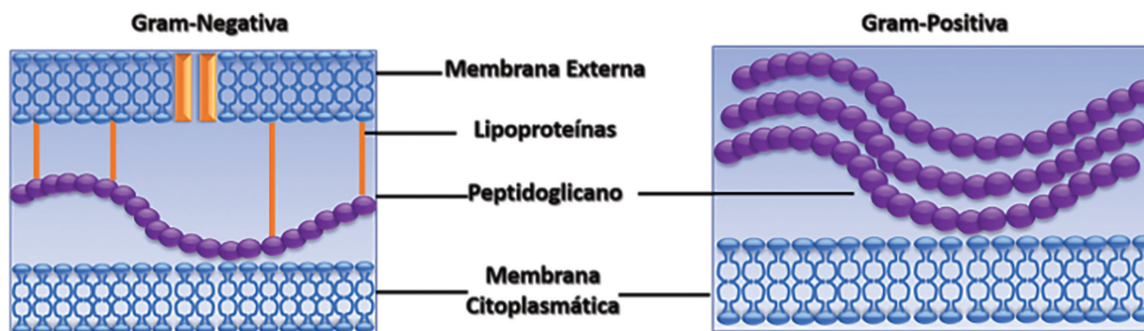 Gram-Negativa
Gram-Positiva
Membrana Externa
Lipoproteínas
Peptidoglicano
Membrana
Citoplasmática